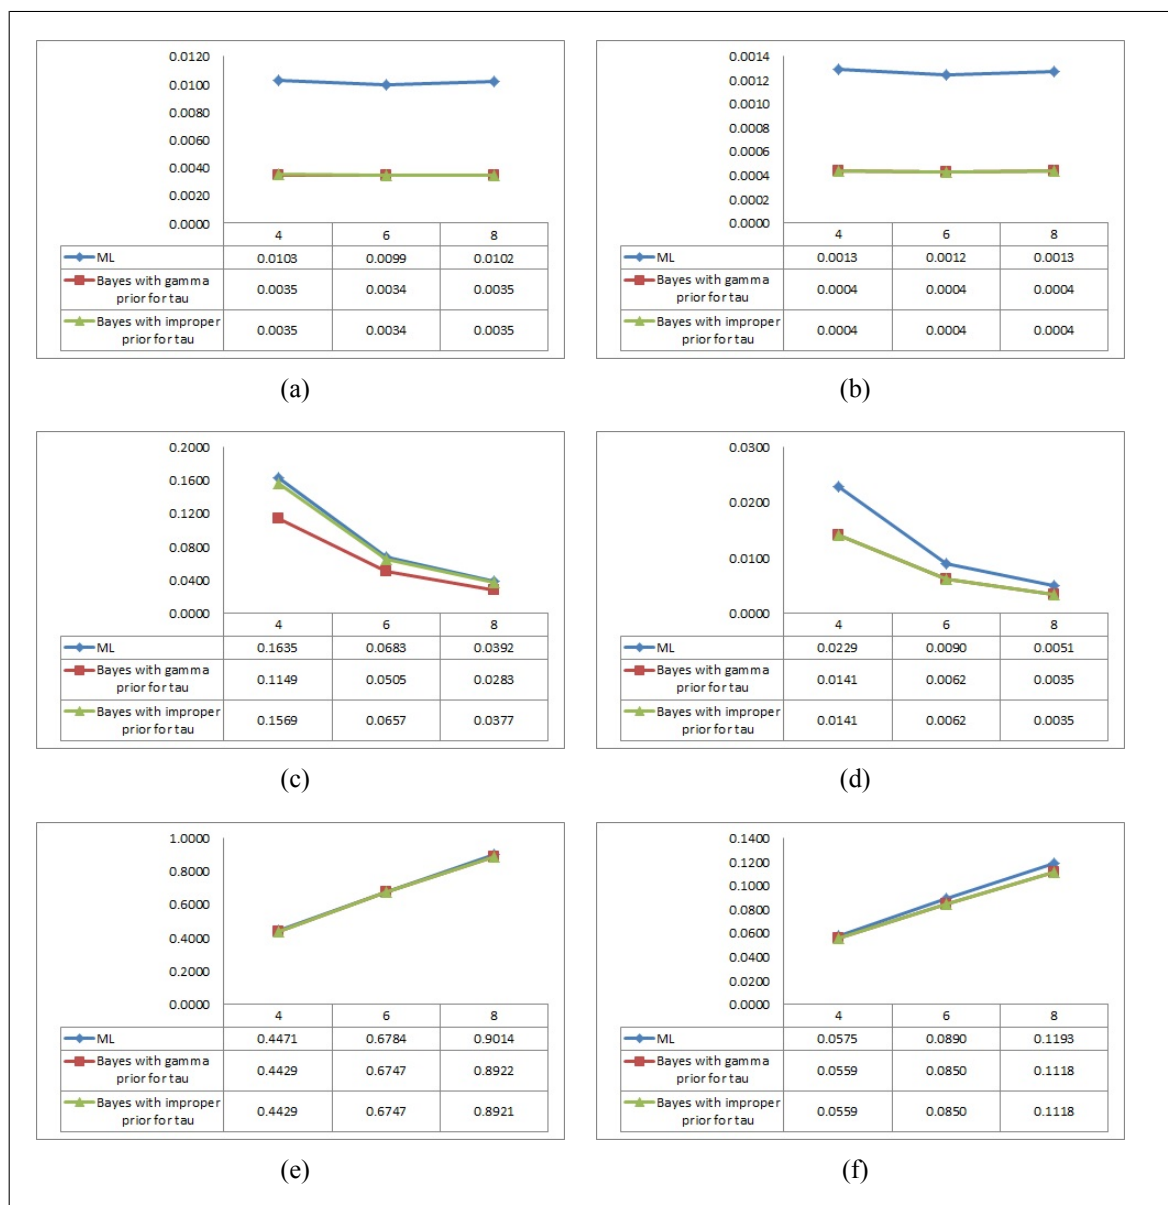 0.0120
0.0100
0.0080
0.0060
0.0040
0.0020
0.0000
4 6 8
ML 0.0103 0.0099 0.0102
Bayes with gamma
prior for tau 0.0035 0.0034 0.0035
Bayes with improper
prior for tau 0.0035 0.0034 0.0035
(a)
0.0014
0.0012
0.0010
0.0008
0.0006
0.0004
0.0002
0.0000
4 6 8
ML 0.0013 0.0012 0.0013
Bayes with gamma
prior for tau 0.0004 0.0004 0.0004
Bayes with improper
prior for tau 0.0004 0.0004 0.0004
(b)
0.2000
0.1600
0.1200
0.0800
0.0400
0.0000
4 6 8
ML 0.1635 0.0683 0.0392
Bayes with gamma
prior for tau 0.1149 0.0505 0.0283
Bayes with improper
prior for tau 0.1569 0.0657 0.0377
(c)
0.0300
0.0200
0.0100
0.0000
4 6 8
ML 0.0229 0.0090 0.0051
Bayes with gamma
prior for tau 0.0141 0.0062 0.0035
Bayes with improper
prior for tau 0.0141 0.0062 0.0035
(d)
1.0000
0.8000
0.6000
0.4000
0.2000
0.0000
4 6 8
ML 0.4471 0.6784 0.9014
Bayes with gamma
prior for tau 0.4429 0.6747 0.8922
Bayes with improper
prior for tau 0.4429 0.6747 0.8921
(e)
0.1400
0.1200
0.1000
0.0800
0.0600
0.0400
0.0200
0.0000
4 6 8
ML 0.0575 0.0890 0.1193
Bayes with gamma
prior for tau 0.0559 0.0850 0.1118
Bayes with improper
prior for tau 0.0559 0.0850 0.1118
(f)